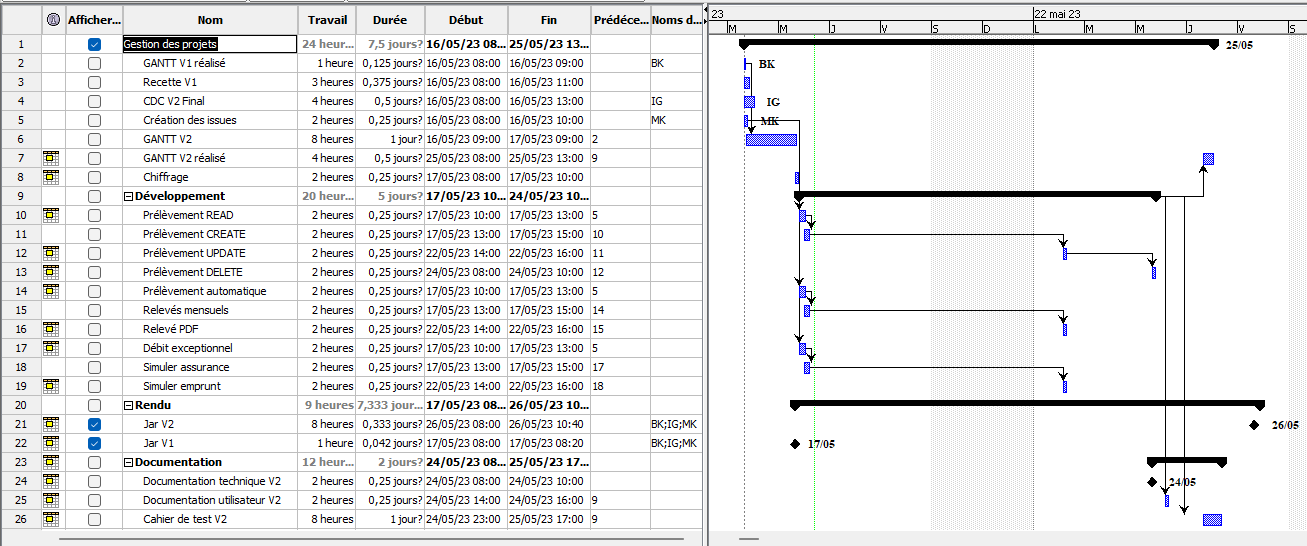 Afficher... Nom Travail Durée Début Fin Prédéce... Noms d...
23 22 mai 23
M M J V S D L M M J V S
1 Gestion des projets 24 heur... 7,5 jours? 16/05/23 08... 25/05/23 13... 25/05
2 GANTT V1 réalisé 1 heure 0,125 jours? 16/05/23 08:00 16/05/23 09:00 BK BK
3 Recette V1 3 heures 0,375 jours? 16/05/23 08:00 16/05/23 11:00
4 CDC V2 Final 4 heures 0,5 jours? 16/05/23 08:00 16/05/23 13:00 IG IG
5 Création des issues 2 heures 0,25 jours? 16/05/23 08:00 16/05/23 10:00 MK MK
6 GANTT V2 8 heures 1 jour? 16/05/23 09:00 17/05/23 09:00 2
7 GANTT V2 réalisé 4 heures 0,5 jours? 25/05/23 08:00 25/05/23 13:00 9
8 Chiffrage 2 heures 0,25 jours? 17/05/23 08:00 17/05/23 10:00
9 Développement 20 heur... 5 jours? 17/05/23 10... 24/05/23 10...
10 Prélèvement READ 2 heures 0,25 jours? 17/05/23 10:00 17/05/23 13:00 5
11 Prélèvement CREATE 2 heures 0,25 jours? 17/05/23 13:00 17/05/23 15:00 10
12 Prélèvement UPDATE 2 heures 0,25 jours? 22/05/23 14:00 22/05/23 16:00 11
13 Prélèvement DELETE 2 heures 0,25 jours? 24/05/23 08:00 24/05/23 10:00 12
14 Prélèvement automatique 2 heures 0,25 jours? 17/05/23 10:00 17/05/23 13:00 5
15 Relevés mensuels 2 heures 0,25 jours? 17/05/23 13:00 17/05/23 15:00 14
16 Relevé PDF 2 heures 0,25 jours? 22/05/23 14:00 22/05/23 16:00 15
17 Débit exceptionnel 2 heures 0,25 jours? 17/05/23 10:00 17/05/23 13:00 5
18 Simuler assurance 2 heures 0,25 jours? 17/05/23 13:00 17/05/23 15:00 17
19 Simuler emprunt 2 heures 0,25 jours? 22/05/23 14:00 22/05/23 16:00 18
20 Rendu 9 heures 7,333 jour... 17/05/23 08... 26/05/23 10...
21 Jar V2 8 heures 0,333 jours? 26/05/23 08:00 26/05/23 10:40 BK;IG;MK 26/05
22 Jar V1 1 heure 0,042 jours? 17/05/23 08:00 17/05/23 08:20 BK;IG;MK 17/05
23 Documentation 12 heur... 2 jours? 24/05/23 08... 25/05/23 17...
24 Documentation technique V2 2 heures 0,25 jours? 24/05/23 08:00 24/05/23 10:00 24/05
25 Documentation utilisateur V2 2 heures 0,25 jours? 24/05/23 14:00 24/05/23 16:00 9
26 Cahier de test V2 8 heures 1 jour? 24/05/23 23:00 25/05/23 17:00 9